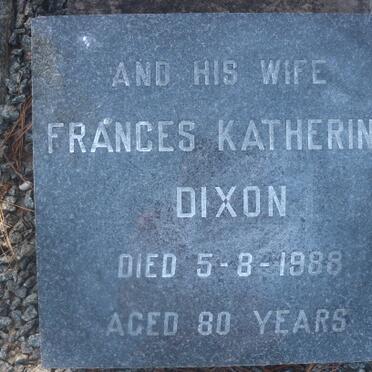 AND HIS WIFE
FRANCES KATHERIN
DIXON
DIED 5-8-1988
AGED 80 YEARS